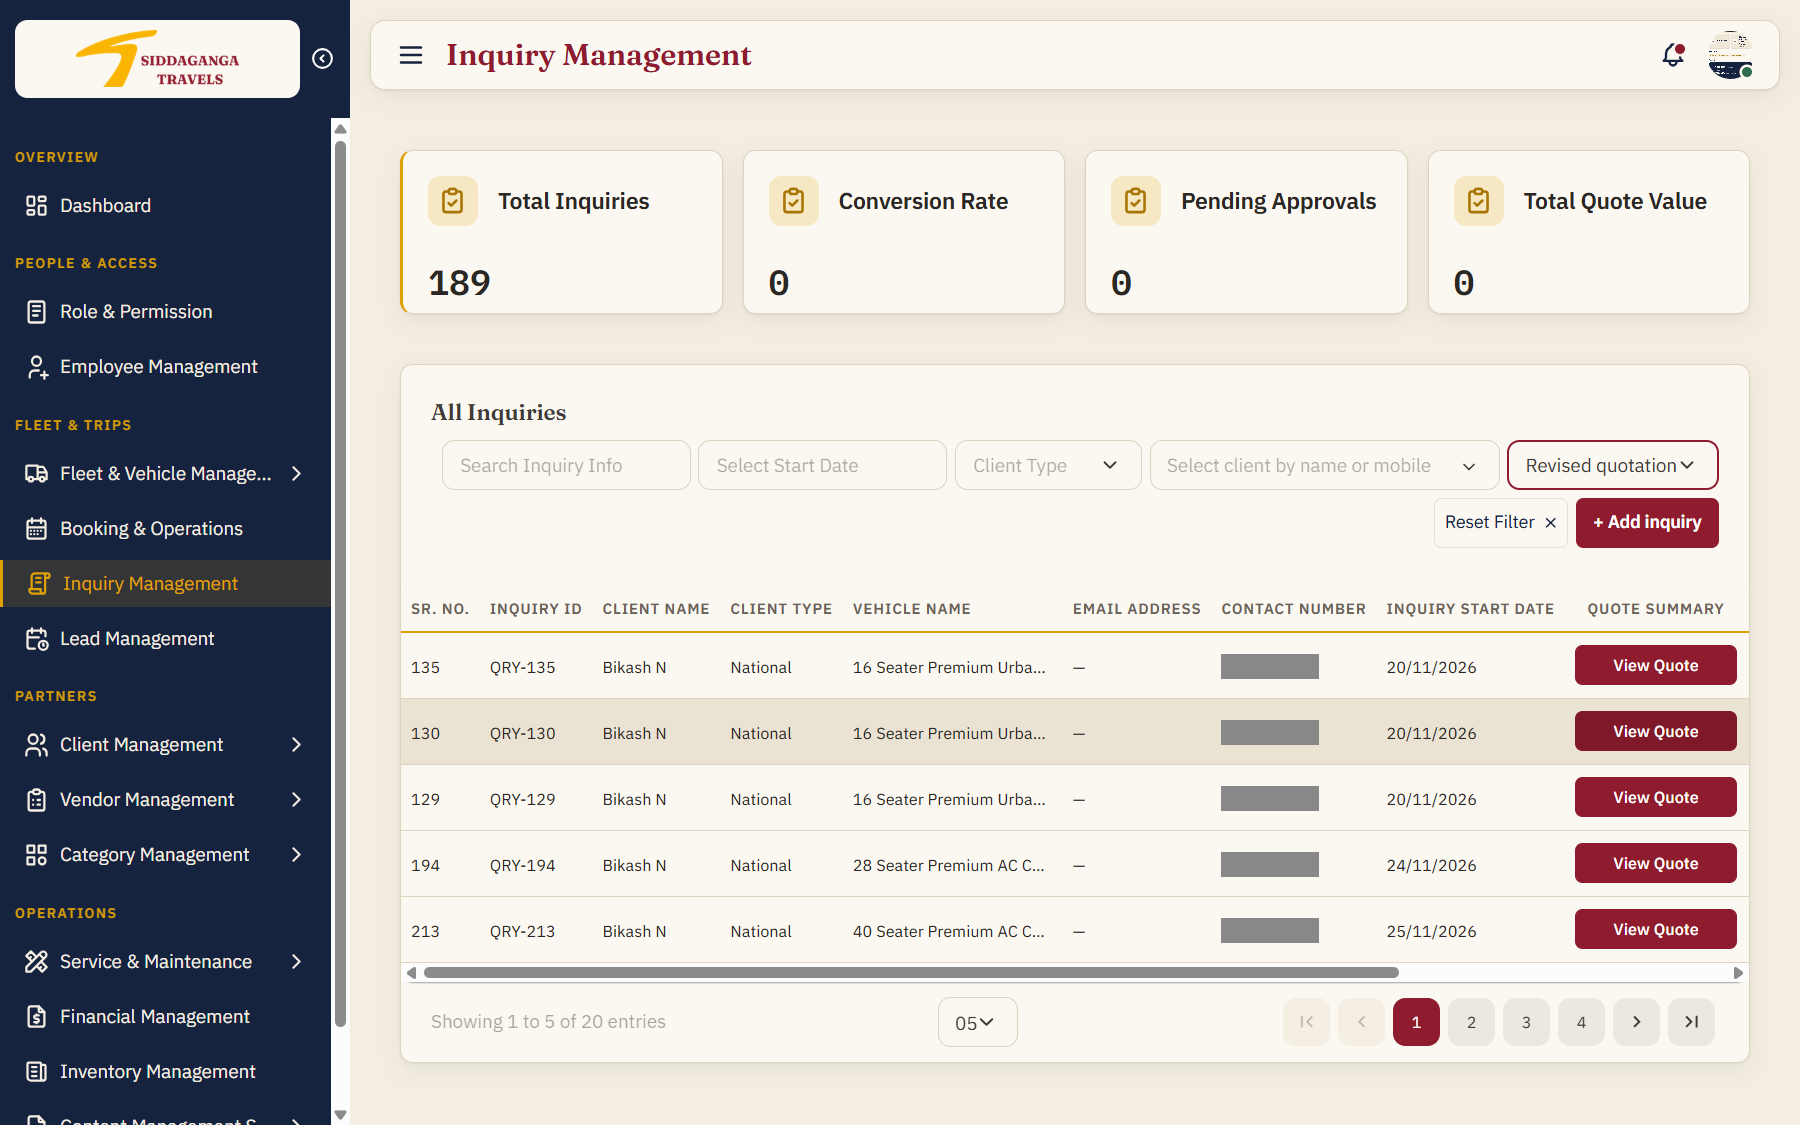 SIDDAGANGA
TRAVELS
OVERVIEW
Dashboard
PEOPLE & ACCESS
Role & Permission
Employee Management
FLEET & TRIPS
Fleet & Vehicle Manage...
Booking & Operations
Inquiry Management
Lead Management
PARTNERS
Client Management
Vendor Management
Category Management
OPERATIONS
Service & Maintenance
Financial Management
Inventory Management
Inquiry Management
Total Inquiries
189
Conversion Rate
0
Pending Approvals
0
Total Quote Value
0
All Inquiries
Search Inquiry Info Select Start Date Client Type Select client by name or mobile Revised quotation
Reset Filter × + Add inquiry
SR. NO. INQUIRY ID CLIENT NAME CLIENT TYPE VEHICLE NAME EMAIL ADDRESS CONTACT NUMBER INQUIRY START DATE QUOTE SUMMARY
135 QRY-135 Bikash N National 16 Seater Premium Urba... — 20/11/2026 View Quote
130 QRY-130 Bikash N National 16 Seater Premium Urba... — 20/11/2026 View Quote
129 QRY-129 Bikash N National 16 Seater Premium Urba... — 20/11/2026 View Quote
194 QRY-194 Bikash N National 28 Seater Premium AC C... — 24/11/2026 View Quote
213 QRY-213 Bikash N National 40 Seater Premium AC C... — 25/11/2026 View Quote
Showing 1 to 5 of 20 entries 05 1 2 3 4